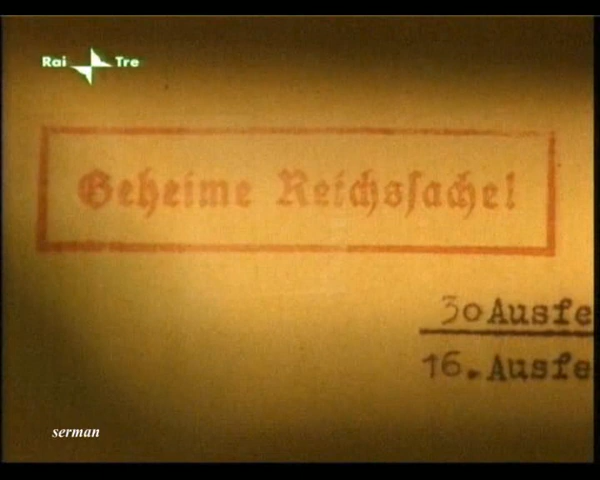 Rai Tre
Geheime Reichsſache!
30 Ausfe
16. Ausfe
serman